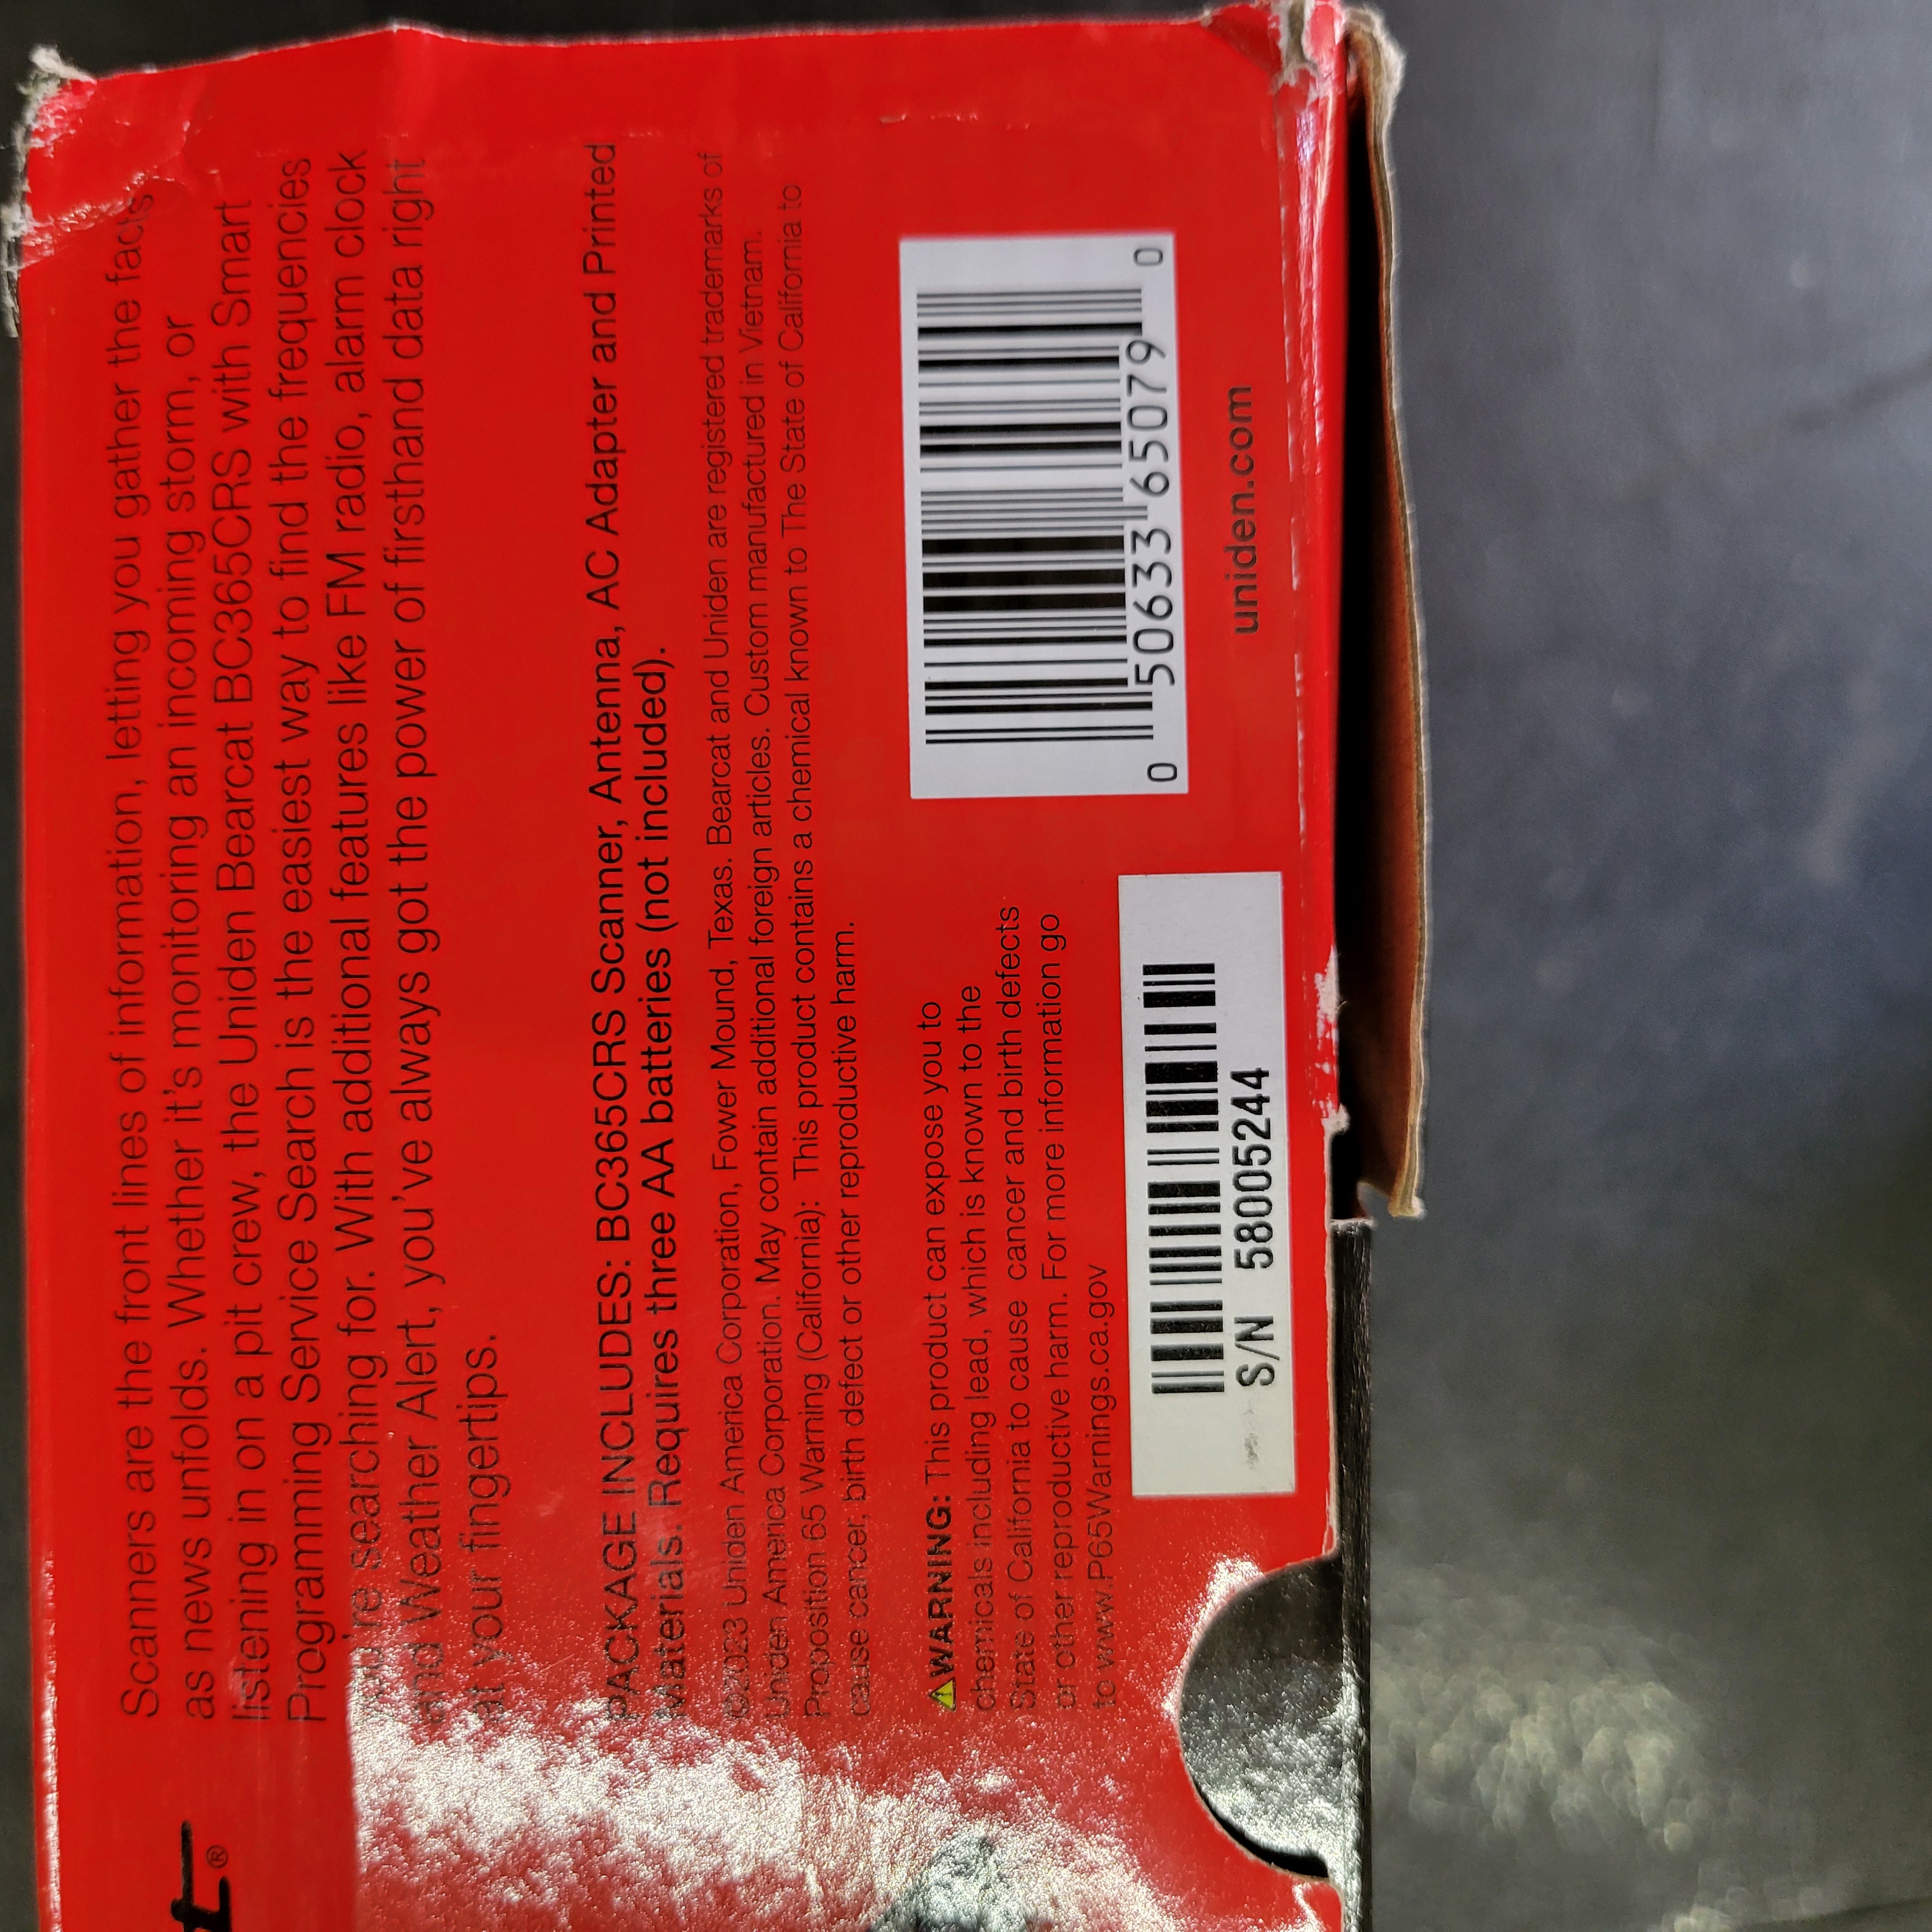 Scanners are the front lines of information, letting you gather the facts
as news unfolds. Whether it's monitoring an incoming storm, or
listening in on a pit crew, the Uniden Bearcat BC365CRS with Smart
Programming Service Search is the easiest way to find the frequencies
you're searching for. With additional features like FM radio, alarm clock
and Weather Alert, you've always got the power of firsthand data right
at your fingertips.
PACKAGE INCLUDES: BC365CRS Scanner, Antenna, AC Adapter and Printed
Materials. Requires three AA batteries (not included).
©2023 Uniden America Corporation, Fower Mound, Texas. Bearcat and Uniden are registered trademarks of
Uniden America Corporation. May contain additional foreign articles. Custom manufactured in Vietnam.
Proposition 65 Warning (California): This product contains a chemical known to The State of California to
cause cancer, birth defect or other reproductive harm.
WARNING: This product can expose you to
chemicals including lead, which is known to the
State of California to cause cancer and birth defects
or other reproductive harm. For more information go
to www.P65Warnings.ca.gov
S/N 58005244
0 50633 65079 0
uniden.com
®